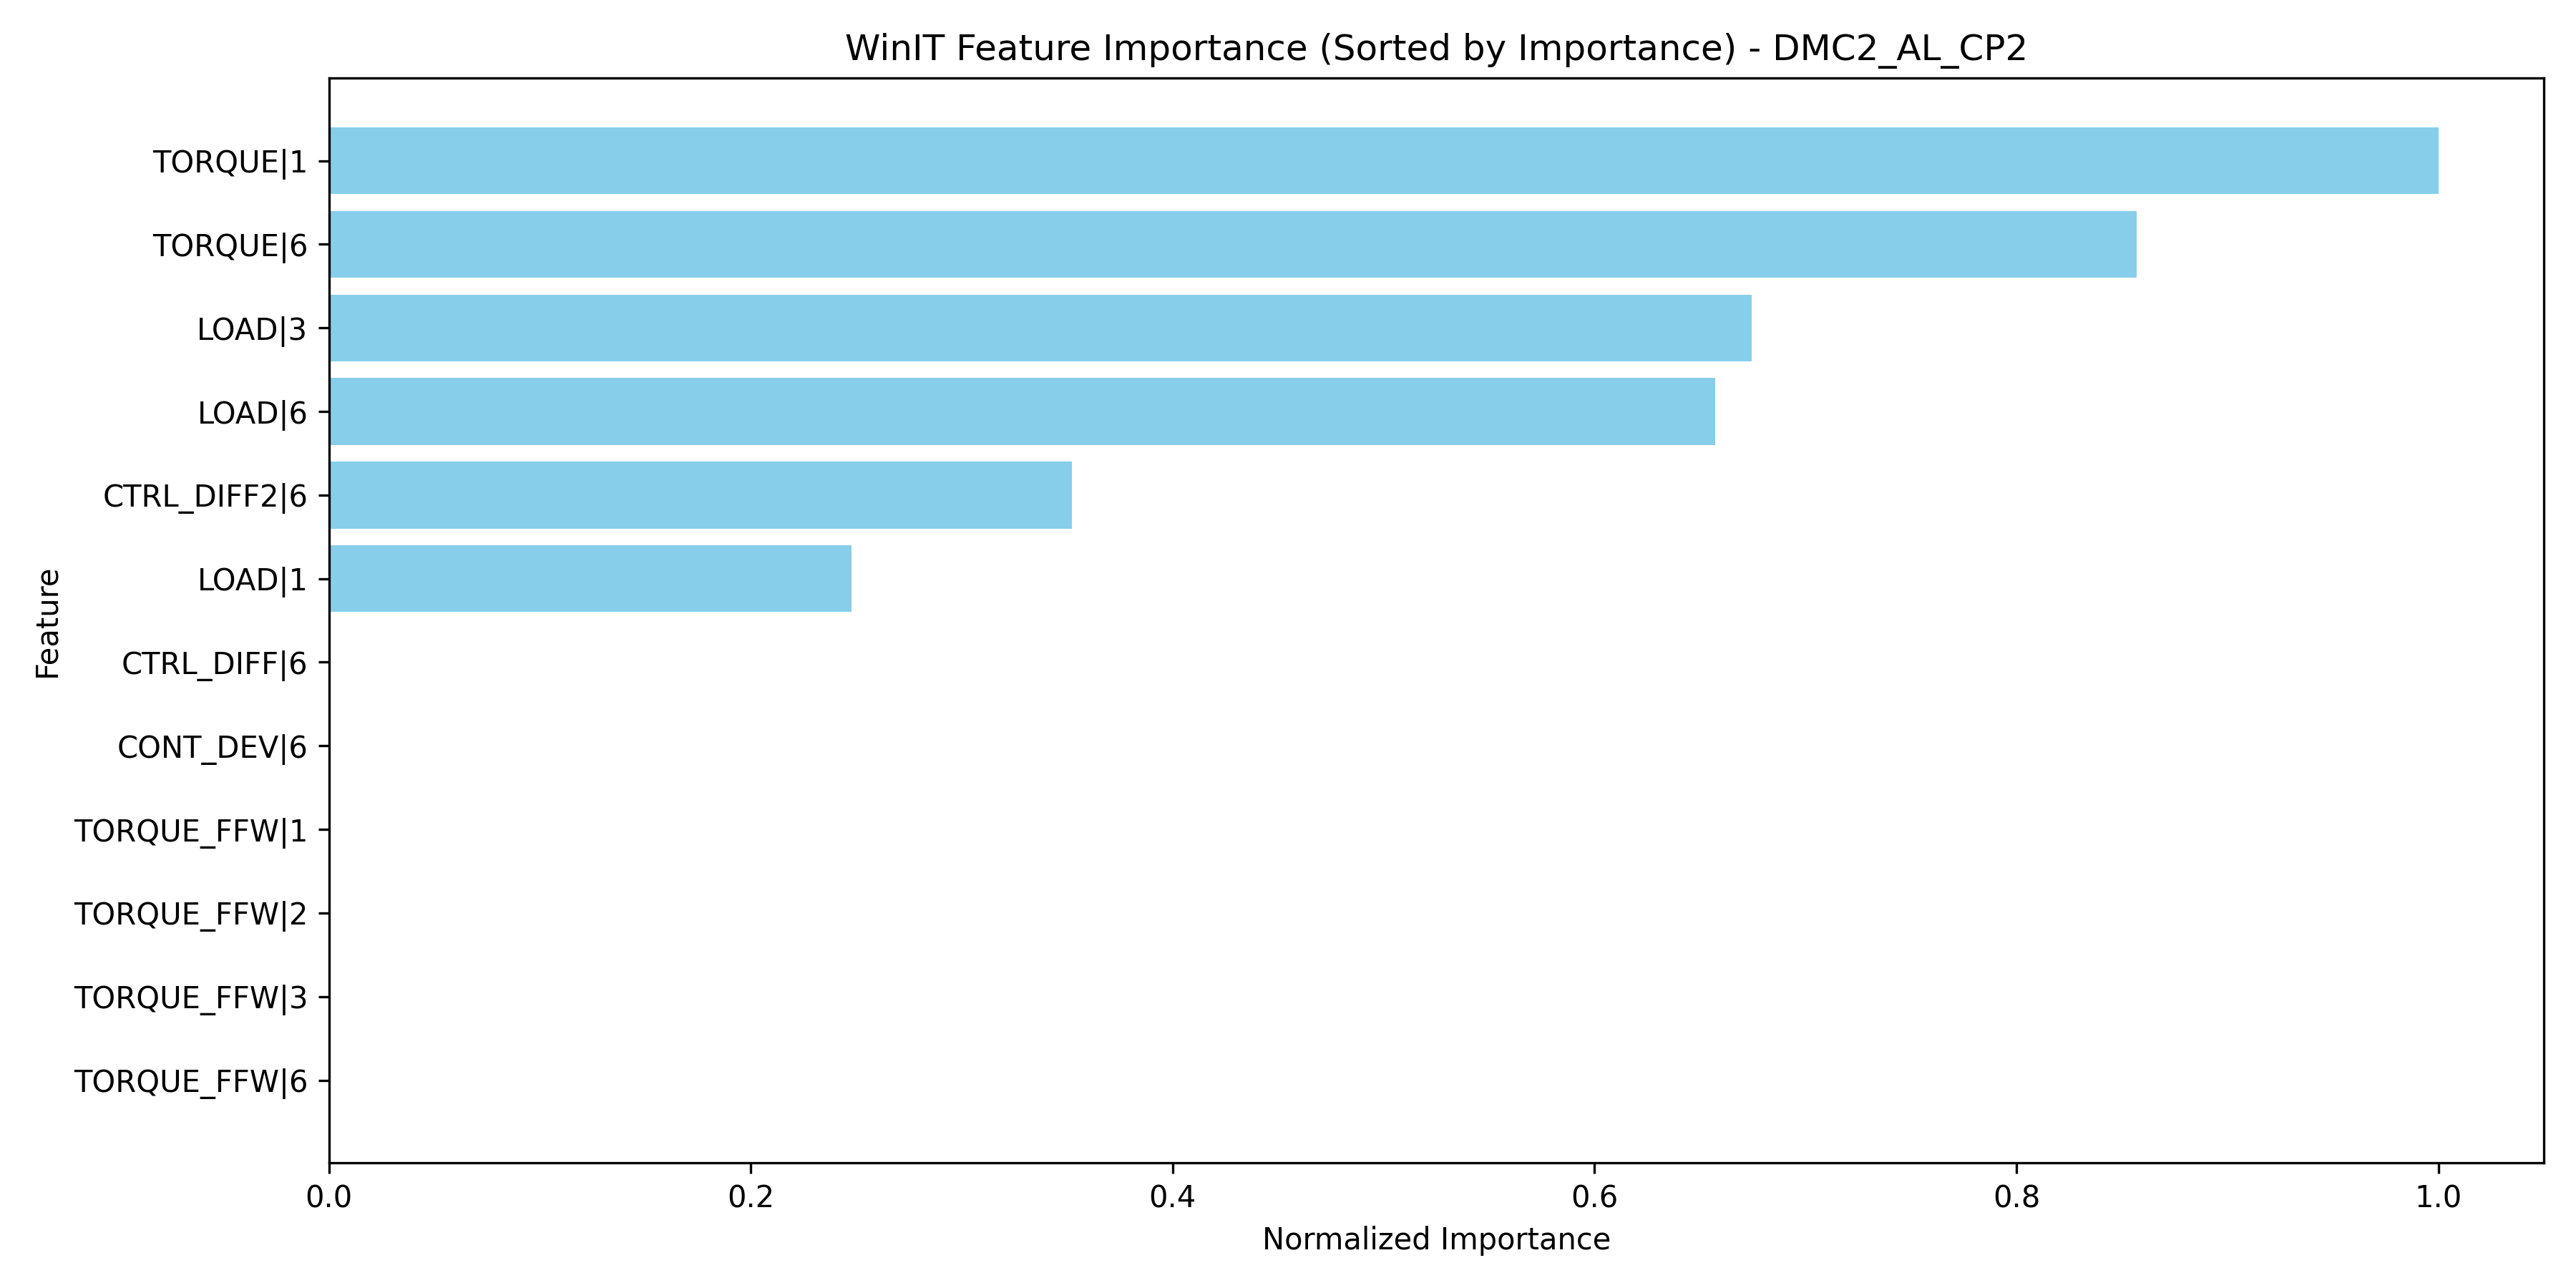 WinIT Feature Importance (Sorted by Importance) - DMC2_AL_CP2
TORQUE|1
TORQUE|6
LOAD|3
LOAD|6
CTRL_DIFF2|6
LOAD|1
CTRL_DIFF|6
CONT_DEV|6
TORQUE_FFW|1
TORQUE_FFW|2
TORQUE_FFW|3
TORQUE_FFW|6
Feature
0.0 0.2 0.4 0.6 0.8 1.0
Normalized Importance